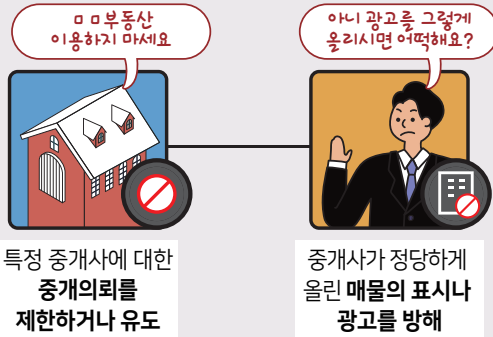 ㅁㅁ부동산
이용하지 마세요
아니 광고를 그렇게
올리시면 어떡해요?
특정 중개사에 대한
중개의뢰를
제한하거나 유도
중개사가 정당하게
올린 매물의 표시나
광고를 방해